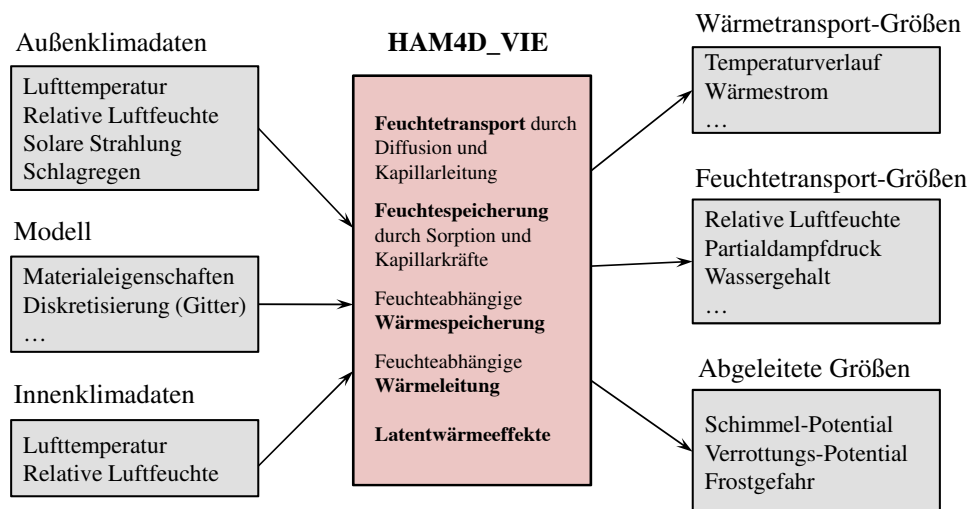 Außenklimadaten
Lufttemperatur
Relative Luftfeuchte
Solare Strahlung
Schlagregen
Modell
Materialeigenschaften
Diskretisierung (Gitter)
…
Innenklimadaten
Lufttemperatur
Relative Luftfeuchte
HAM4D_VIE
Feuchtetransport durch
Diffusion und
Kapillarleitung
Feuchtespeicherung
durch Sorption und
Kapillarkräfte
Feuchteabhängige
Wärmespeicherung
Feuchteabhängige
Wärmeleitung
Latentwärmeeffekte
Wärmetransport-Größen
Temperaturverlauf
Wärmestrom
…
Feuchtetransport-Größen
Relative Luftfeuchte
Partialdampfdruck
Wassergehalt
…
Abgeleitete Größen
Schimmel-Potential
Verrottungs-Potential
Frostgefahr